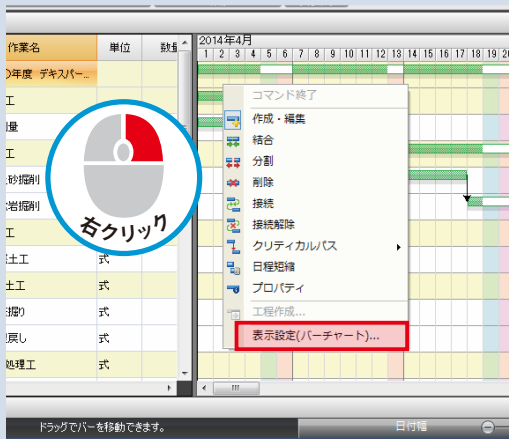 2014年4月
作業名 単位 数量
1 2 3 4 5 6 7 8 9 10 11 12 13 14 15 16 17 18 19 20
年度 デキスパー...
工
コマンド終了
作成・編集
結合
分割
削除
接続
接続解除
クリティカルパス
日程短縮
プロパティ
工程作成...
表示設定(バーチャート)...
右クリック
工
砂掘削
岩掘削
工
土工 式
土工 式
掘り 式
戻し 式
処理工 式
ドラッグでバーを移動できます。
日付幅